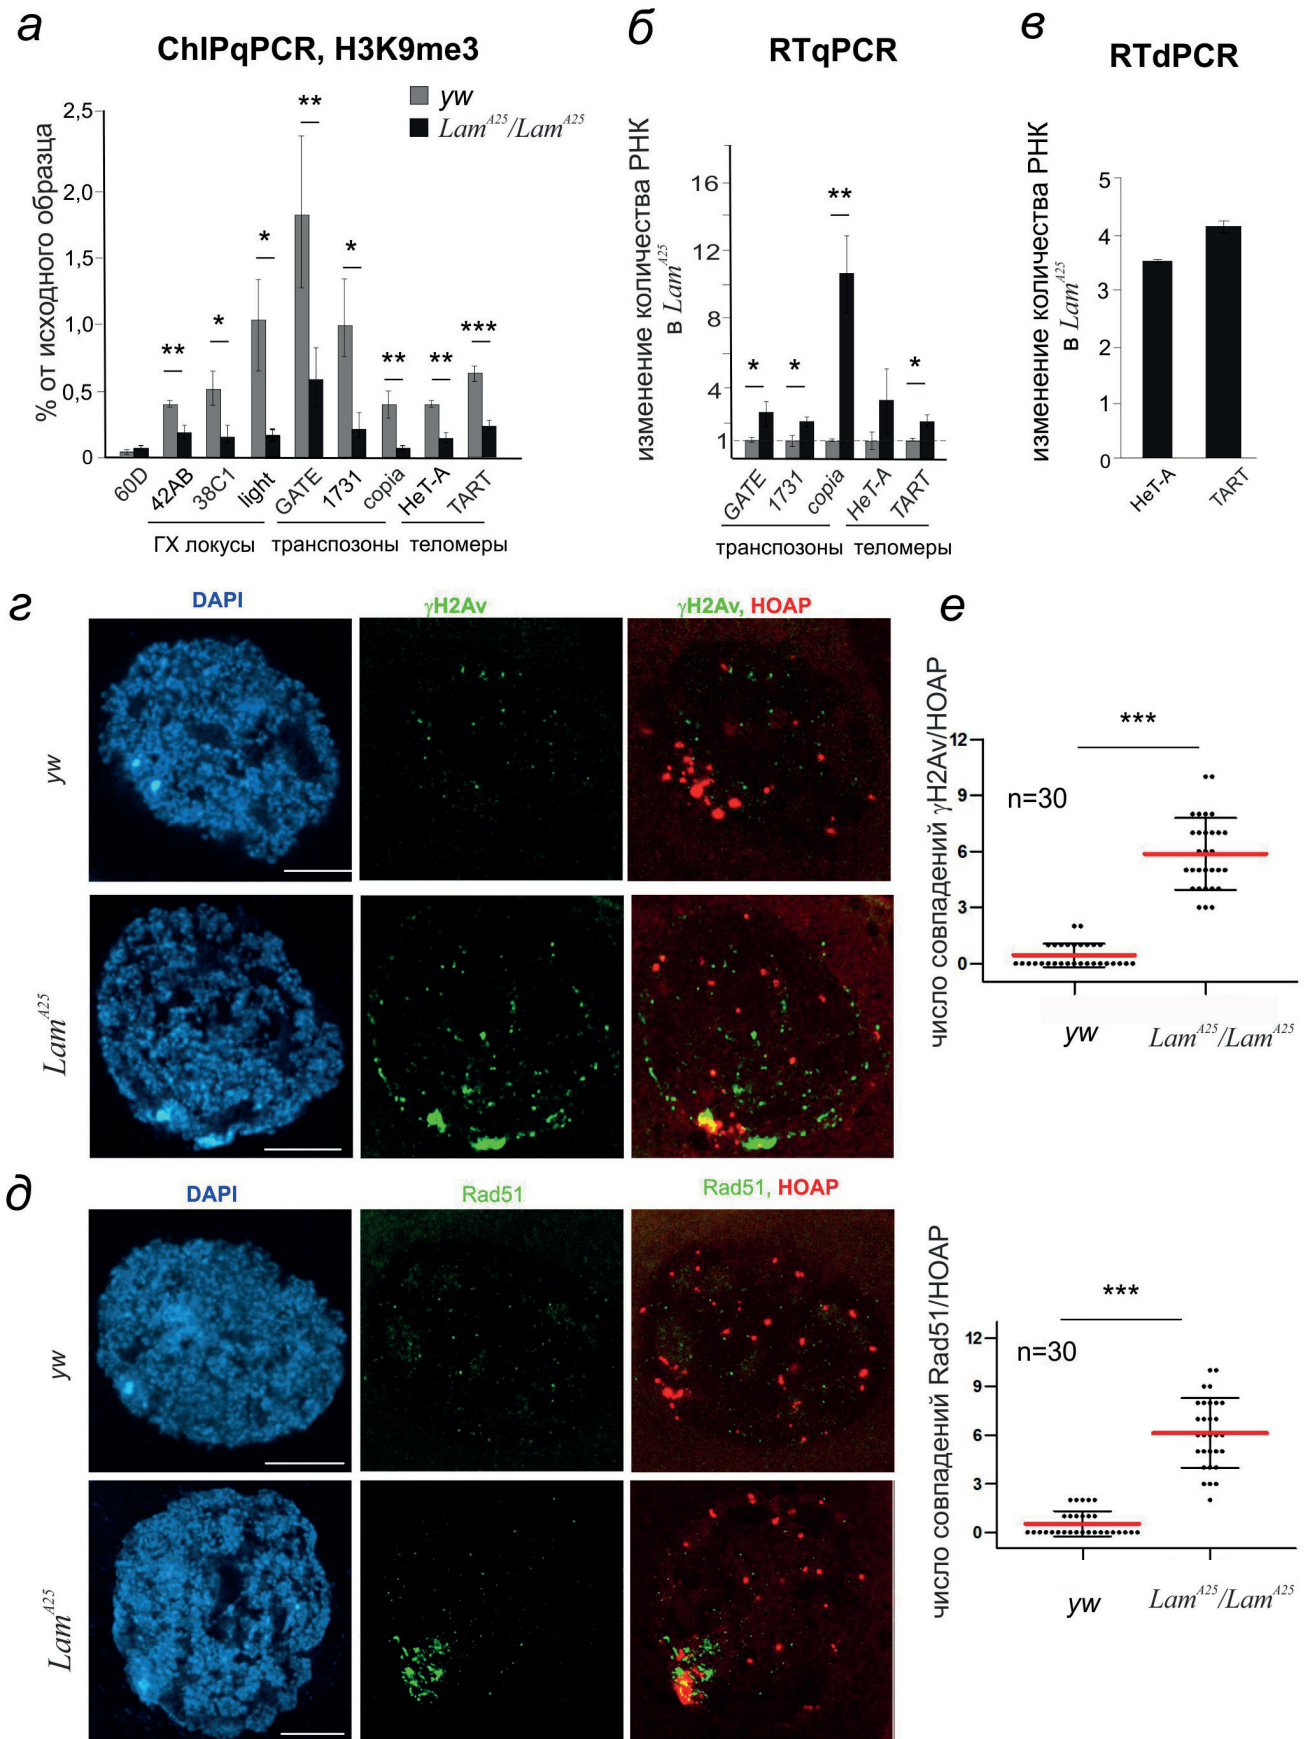 а
ChIPqPCR, H3K9me3
yw
Lam^A25/Lam^A25
% от исходного образца
2,5
2,0
1,5
1,0
0,5
0
**
*
*
**
*
**
**
***
60D
42AB
38C1
light
GATE
1731
copia
HeT-A
TART
ГХ локусы
транспозоны
теломеры
б
RTqPCR
изменение количества РНК
в Lam^A25
16
12
8
4
1
*
*
**
*
GATE
1731
copia
HeT-A
TART
транспозоны
теломеры
в
RTdPCR
изменение количества РНК
в Lam^A25
5
4
3
2
1
0
HeT-A
TART
г
DAPI
γH2Av
γH2Av, HOAP
yw
Lam^A25
д
DAPI
Rad51
Rad51, HOAP
yw
Lam^A25
е
число совпадений γH2Av/HOAP
12
9
6
3
0
***
n=30
yw
Lam^A25/Lam^A25
число совпадений Rad51/HOAP
12
9
6
3
0
***
n=30
yw
Lam^A25/Lam^A25